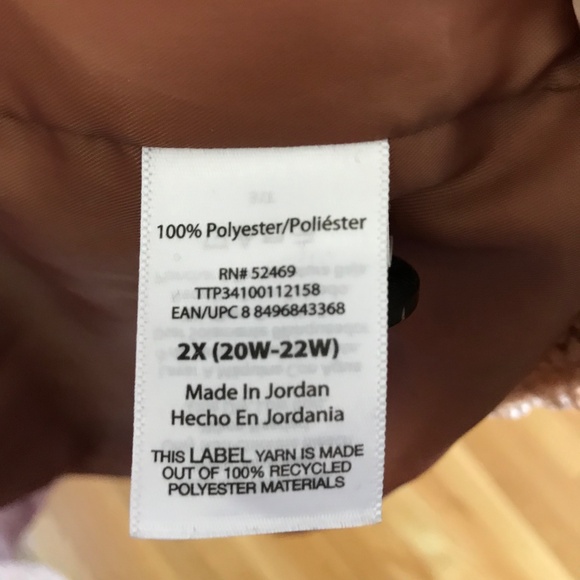 100% Polyester/Poliéster
RN# 52469
TTP34100112158
EAN/UPC 8 8496843368
2X (20W-22W)
Made In Jordan
Hecho En Jordania
THIS LABEL YARN IS MADE
OUT OF 100% RECYCLED
POLYESTER MATERIALS